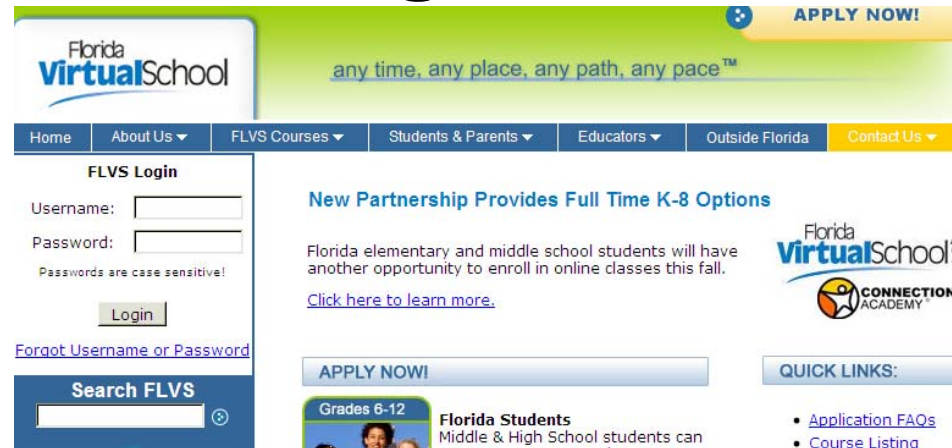 APPLY NOW!
Florida
VirtualSchool
any time, any place, any path, any pace™
Home About Us FLVS Courses Students & Parents Educators Outside Florida Contact Us
FLVS Login
Username:
Password:
Passwords are case sensitive!
Login
Forgot Username or Password
Search FLVS
New Partnership Provides Full Time K-8 Options
Florida elementary and middle school students will have
another opportunity to enroll in online classes this fall.
Click here to learn more.
Florida
VirtualSchool
CONNECTION
ACADEMY®
APPLY NOW!
Grades 6-12
Florida Students
Middle & High School students can
QUICK LINKS:
Application FAQs
Course Listing